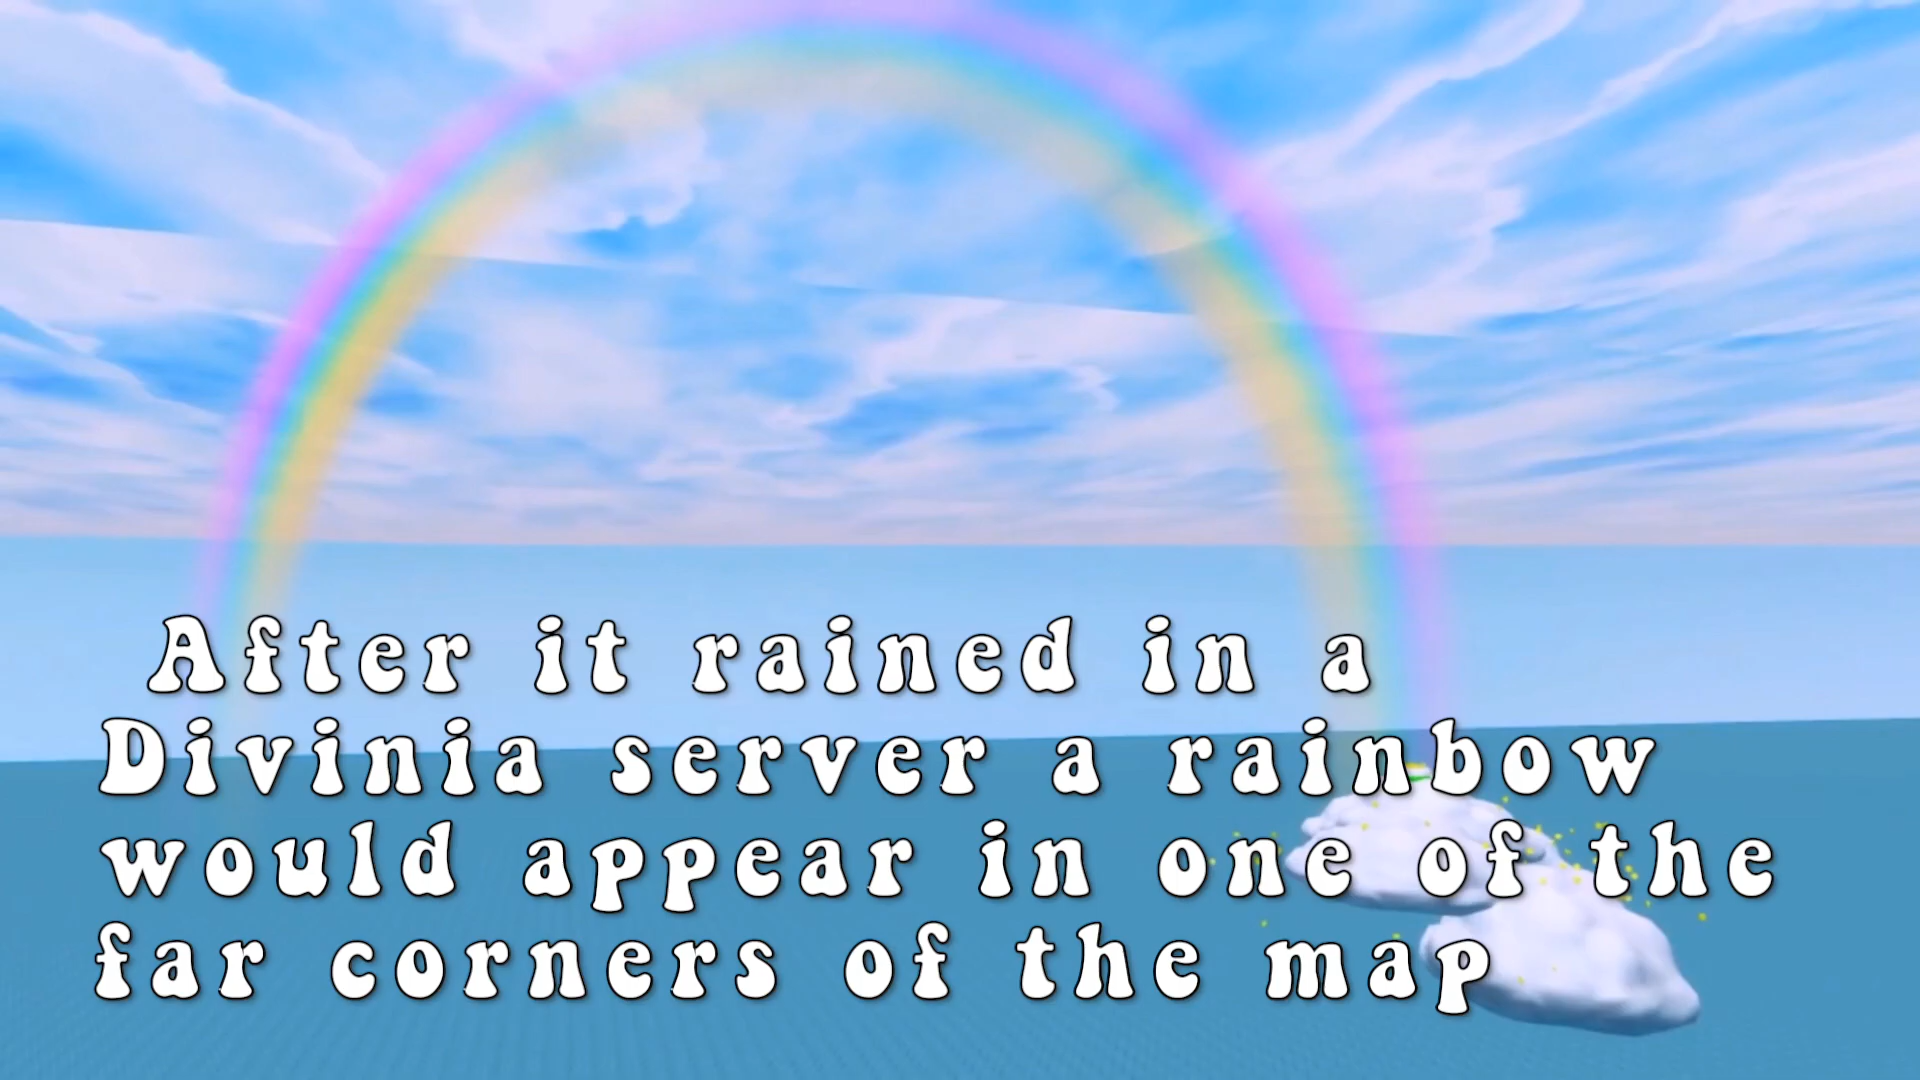 After it rained in a
Divinia server a rainbow
would appear in one of the
far corners of the map